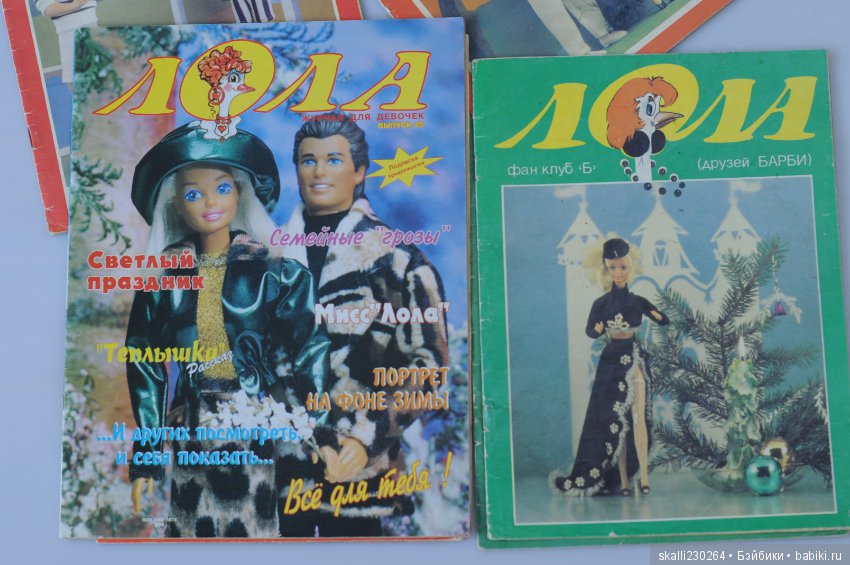 ЛОЛА
ЖУРНАЛ ДЛЯ ДЕВОЧЕК
ВЫПУСК 45
Подписка
продолжается
Семейные "грозы"
Светлый
праздник
Мисс "Лола"
"Теплышки"
Рассказ
ПОРТРЕТ
НА ФОНЕ ЗИМЫ
...И других посмотреть,
и себя показать...
Всё для тебя !
ЛОЛА
фан клуб ‹Б›
(друзей БАРБИ)
skalli230264 • Бэйбики • babiki.ru